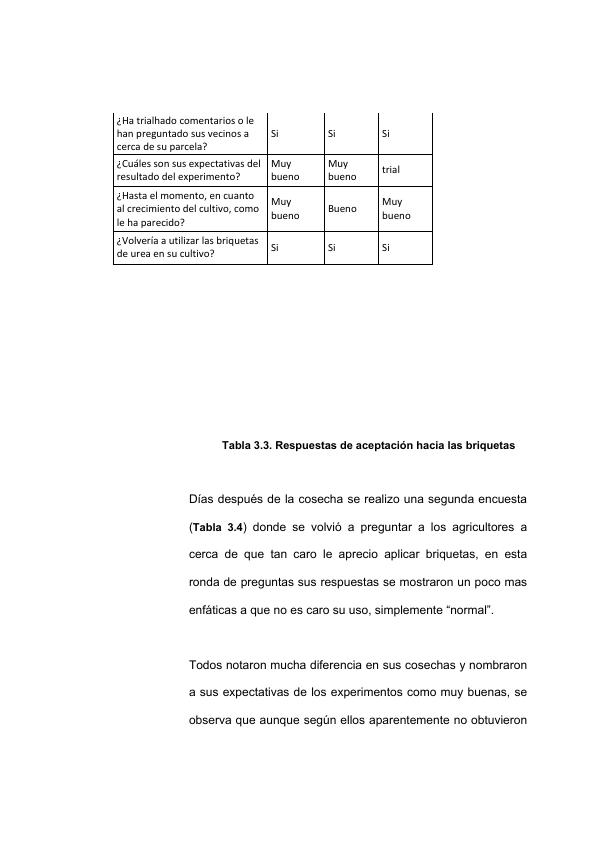 ¿Ha trialhado comentarios o le
han preguntado sus vecinos a
cerca de su parcela?
Si
Si
Si
¿Cuáles son sus expectativas del
resultado del experimento?
Muy
bueno
Muy
bueno
trial
¿Hasta el momento, en cuanto
al crecimiento del cultivo, como
le ha parecido?
Muy
bueno
Bueno
Muy
bueno
¿Volvería a utilizar las briquetas
de urea en su cultivo?
Si
Si
Si
Tabla 3.3. Respuestas de aceptación hacia las briquetas
Días después de la cosecha se realizo una segunda encuesta
(Tabla 3.4) donde se volvió a preguntar a los agricultores a
cerca de que tan caro le aprecio aplicar briquetas, en esta
ronda de preguntas sus respuestas se mostraron un poco mas
enfáticas a que no es caro su uso, simplemente “normal”.
Todos notaron mucha diferencia en sus cosechas y nombraron
a sus expectativas de los experimentos como muy buenas, se
observa que aunque según ellos aparentemente no obtuvieron